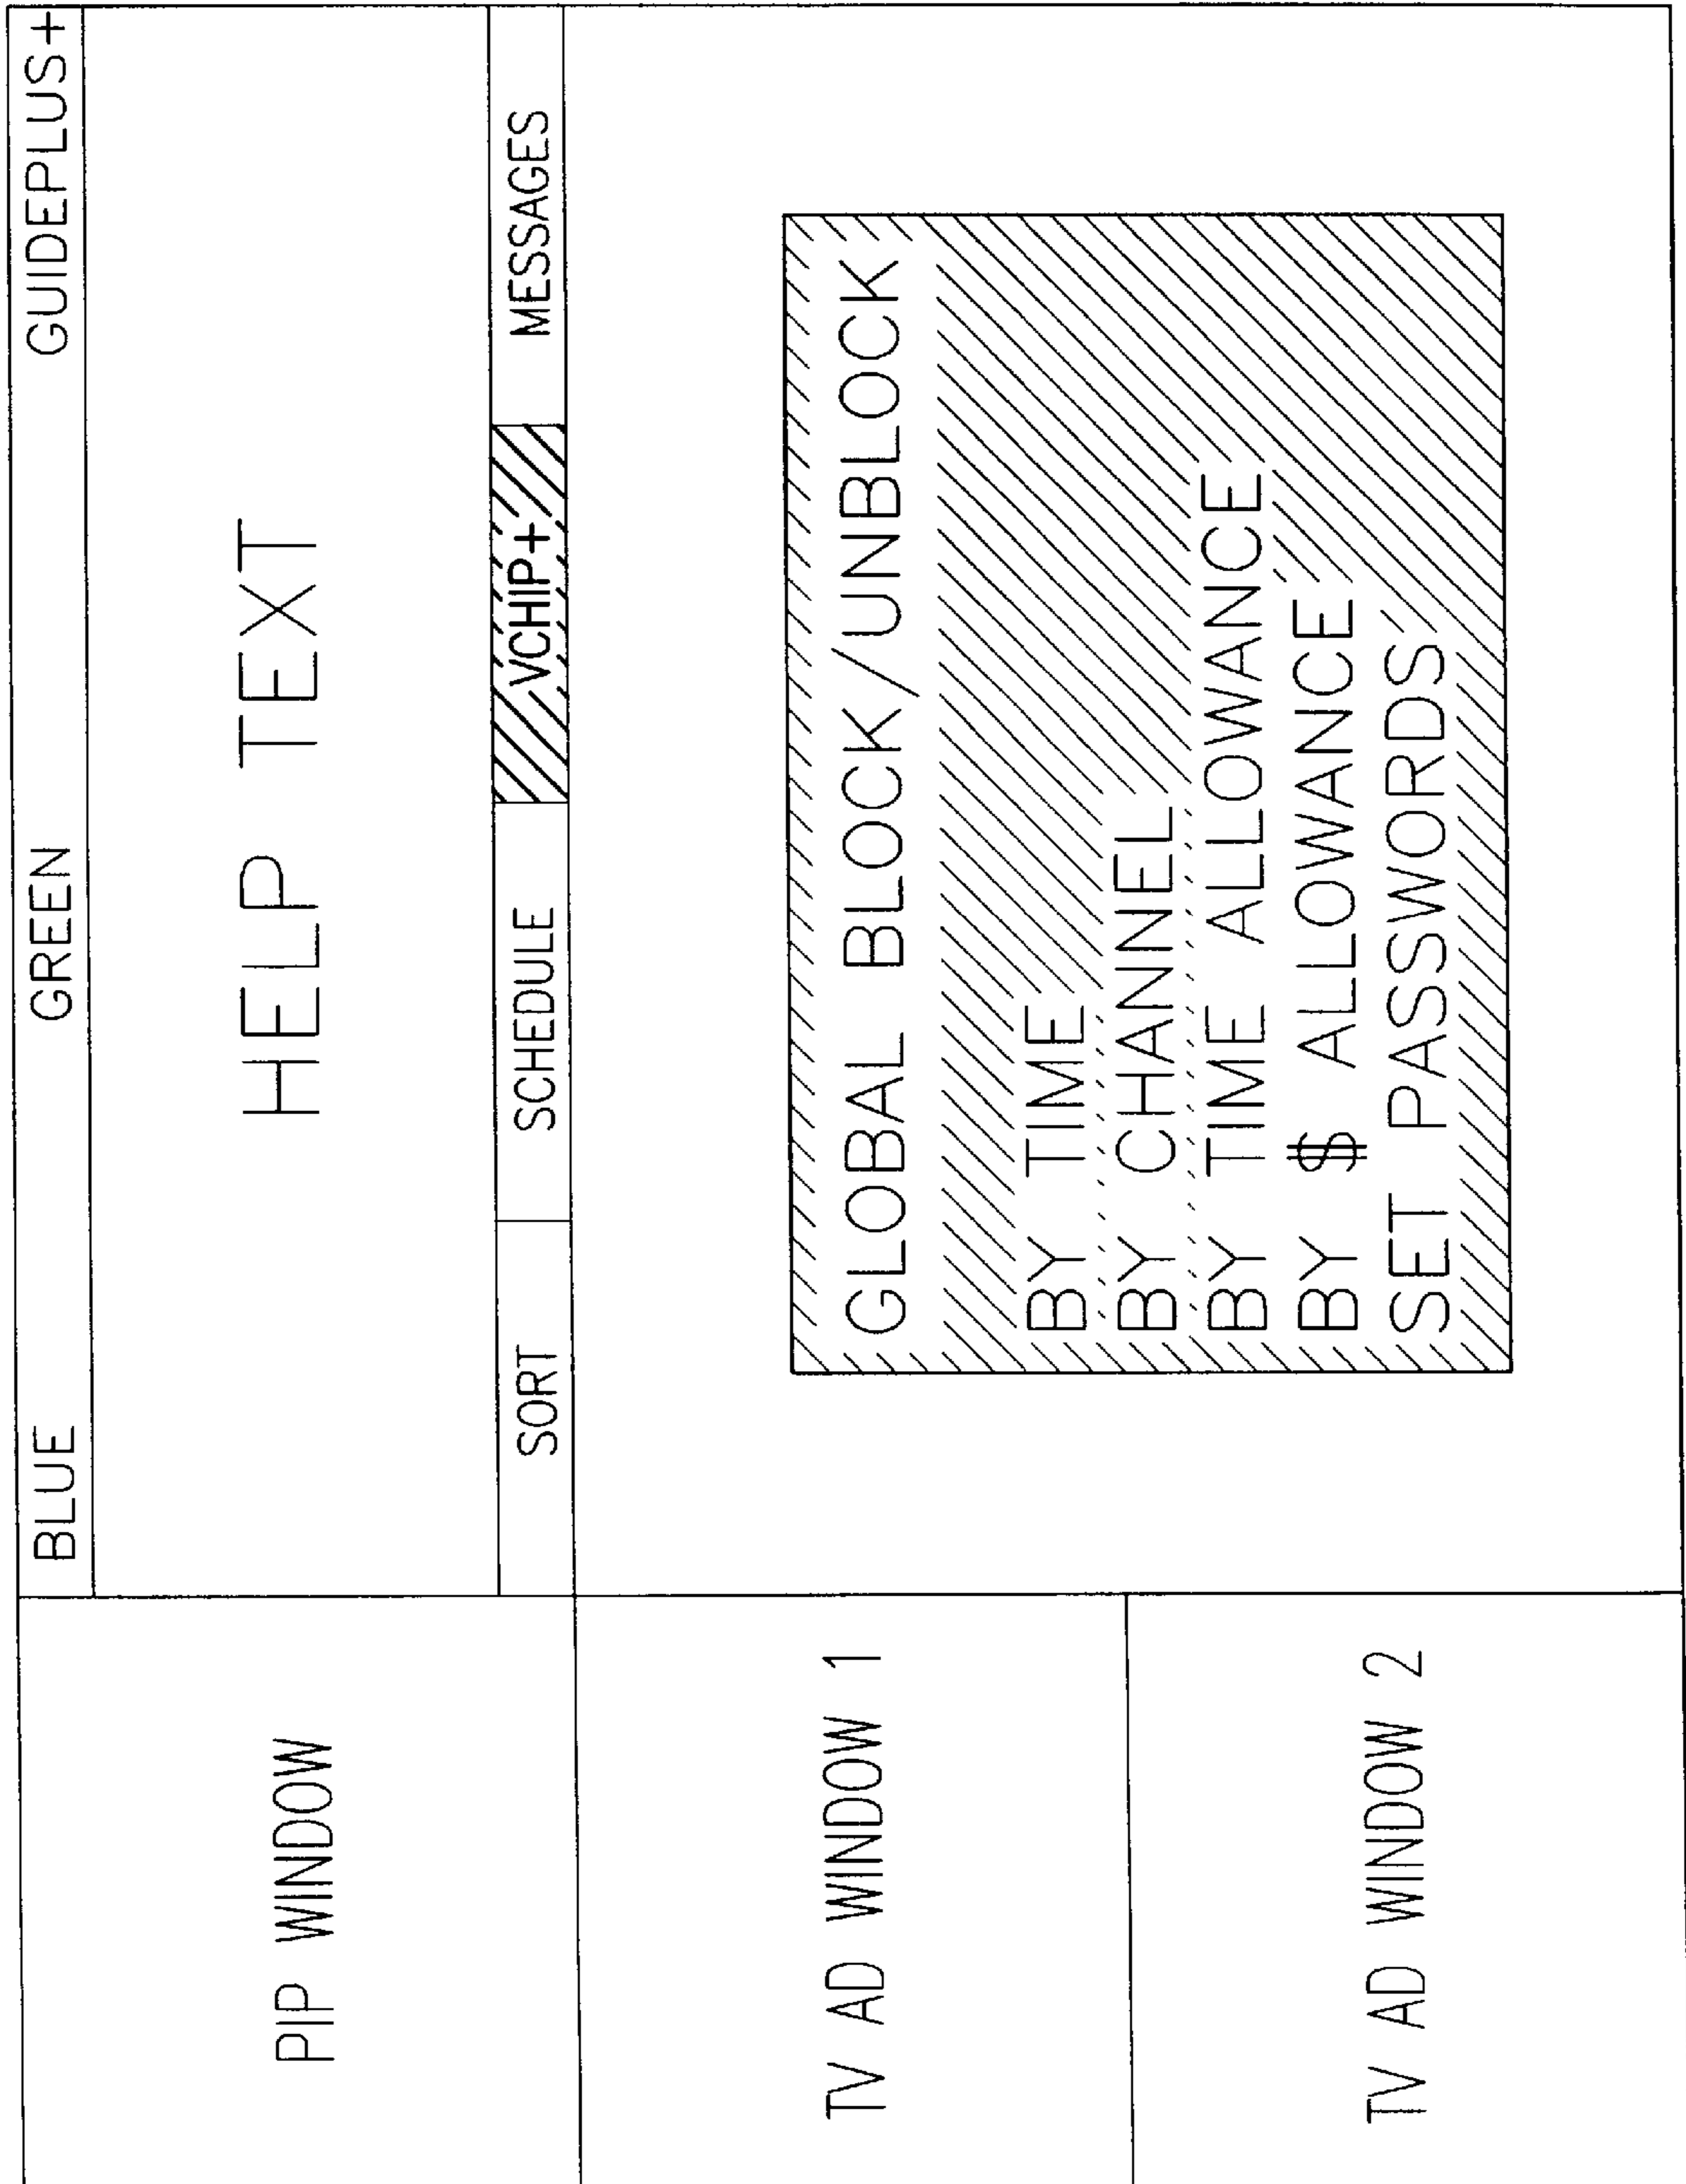 BLUE GREEN GUIDEPLUS+
PIP WINDOW
HELP TEXT
SORT SCHEDULE VCHIP+ MESSAGES
TV AD WINDOW 1
TV AD WINDOW 2
GLOBAL BLOCK/UNBLOCK
BY TIME
BY CHANNEL
BY TIME ALLOWANCE
BY $ ALLOWANCE
SET PASSWORDS